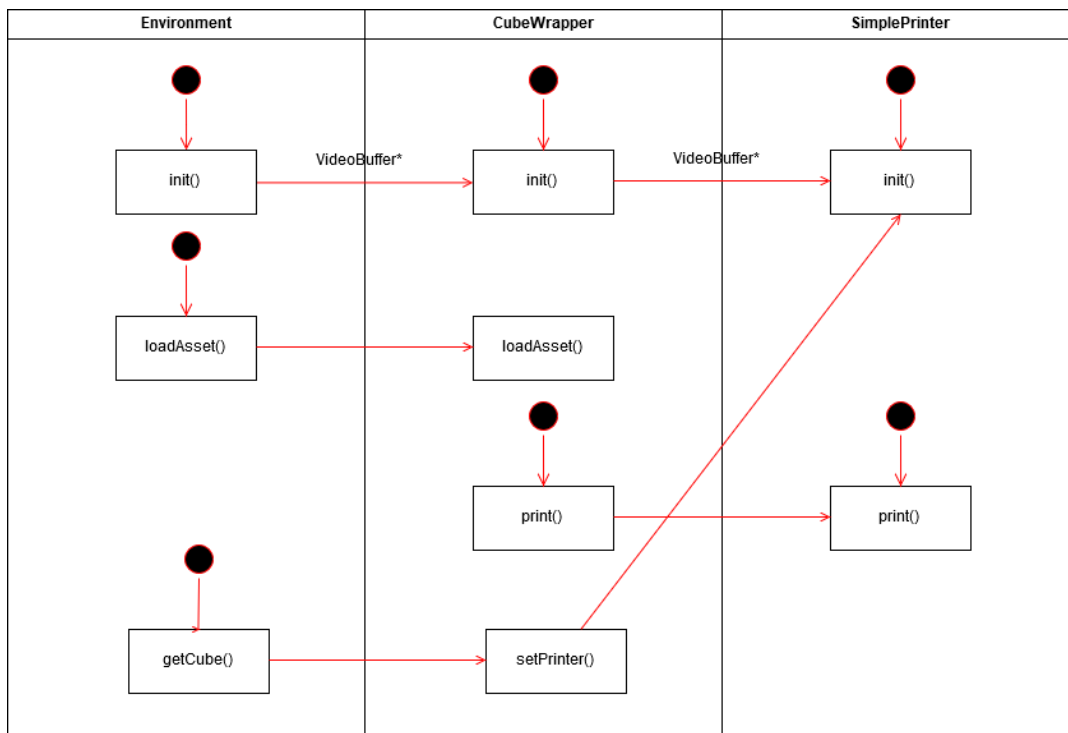 Environment
CubeWrapper
SimplePrinter
VideoBuffer*
VideoBuffer*
init()
init()
init()
loadAsset()
loadAsset()
print()
print()
getCube()
setPrinter()